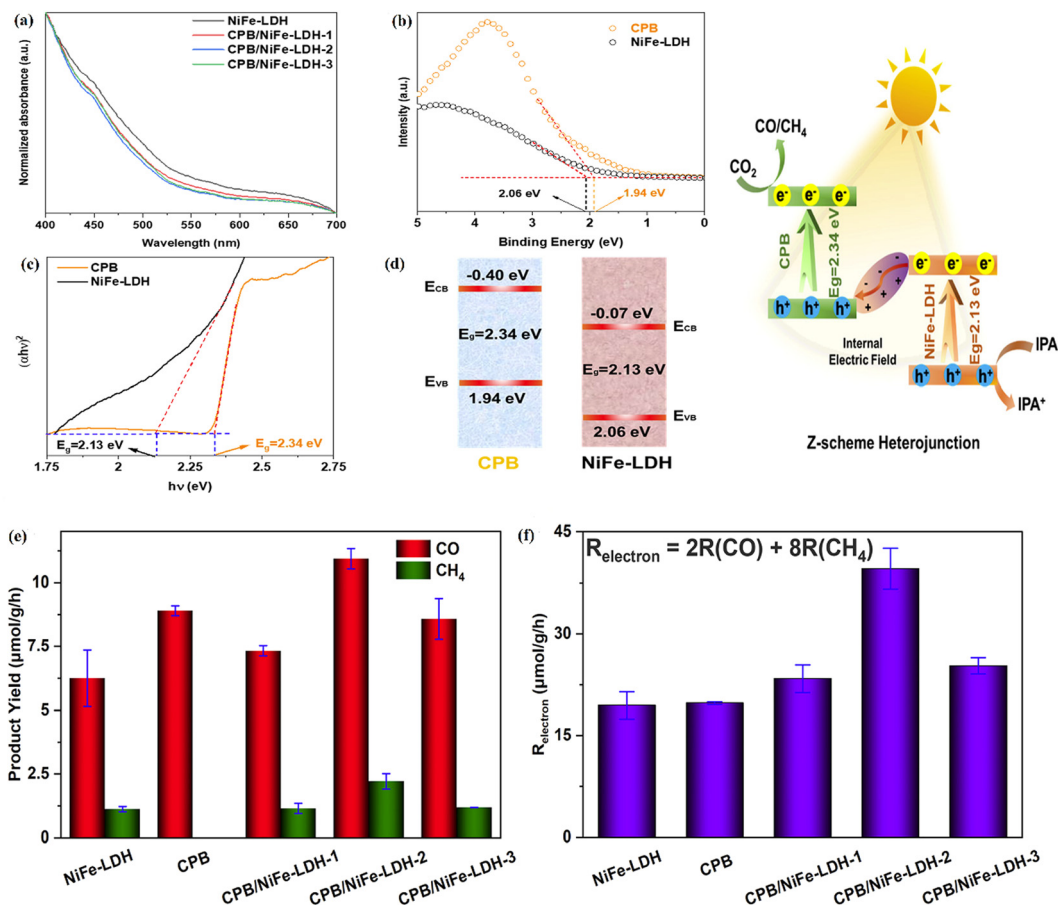 (a)
NiFe-LDH
CPB/NiFe-LDH-1
CPB/NiFe-LDH-2
CPB/NiFe-LDH-3
Normalized absorbance (a.u.)
400 450 500 550 600 650 700
Wavelength (nm)
(b)
CPB
NiFe-LDH
Intensity (a.u.)
2.06 eV
1.94 eV
5 4 3 2 1 0
Binding Energy (eV)
(c)
CPB
NiFe-LDH
(αhν)²
Eg=2.13 eV
Eg=2.34 eV
1.75 2 2.25 2.5 2.75
hν (eV)
(d)
-0.40 eV
ECB
Eg=2.34 eV
EVB
1.94 eV
CPB
-0.07 eV
ECB
Eg=2.13 eV
EVB
2.06 eV
NiFe-LDH
CO/CH₄
CO₂
e⁻ e⁻ e⁻
CPB
Eg=2.34 eV
h⁺ h⁺ h⁺
- - - -
+ + + +
Internal
Electric Field
e⁻ e⁻ e⁻
NiFe-LDH
Eg=2.13 eV
h⁺ h⁺ h⁺
IPA
IPA⁺
Z-scheme Heterojunction
(e)
CO
CH₄
Product Yield (μmol/g/h)
10
7.5
5
2.5
0
NiFe-LDH
CPB
CPB/NiFe-LDH-1
CPB/NiFe-LDH-2
CPB/NiFe-LDH-3
(f)
Relectron = 2R(CO) + 8R(CH₄)
Relectron (μmol/g/h)
45
30
15
0
NiFe-LDH
CPB
CPB/NiFe-LDH-1
CPB/NiFe-LDH-2
CPB/NiFe-LDH-3